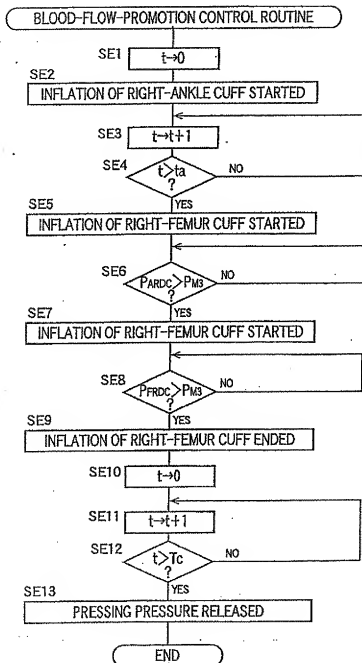 BLOOD-FLOW-PROMOTION CONTROL ROUTINE
SE1
t→0
SE2
INFLATION OF RIGHT-ANKLE CUFF STARTED
SE3
t→t+1
SE4
t>ta
?
NO
YES
SE5
INFLATION OF RIGHT-FEMUR CUFF STARTED
SE6
PARDC>PM3
?
NO
YES
SE7
INFLATION OF RIGHT-FEMUR CUFF STARTED
SE8
PFRDC>PM3
?
NO
YES
SE9
INFLATION OF RIGHT-FEMUR CUFF ENDED
SE10
t→0
SE11
t→t+1
SE12
t>Tc
?
NO
YES
SE13
PRESSING PRESSURE RELEASED
END